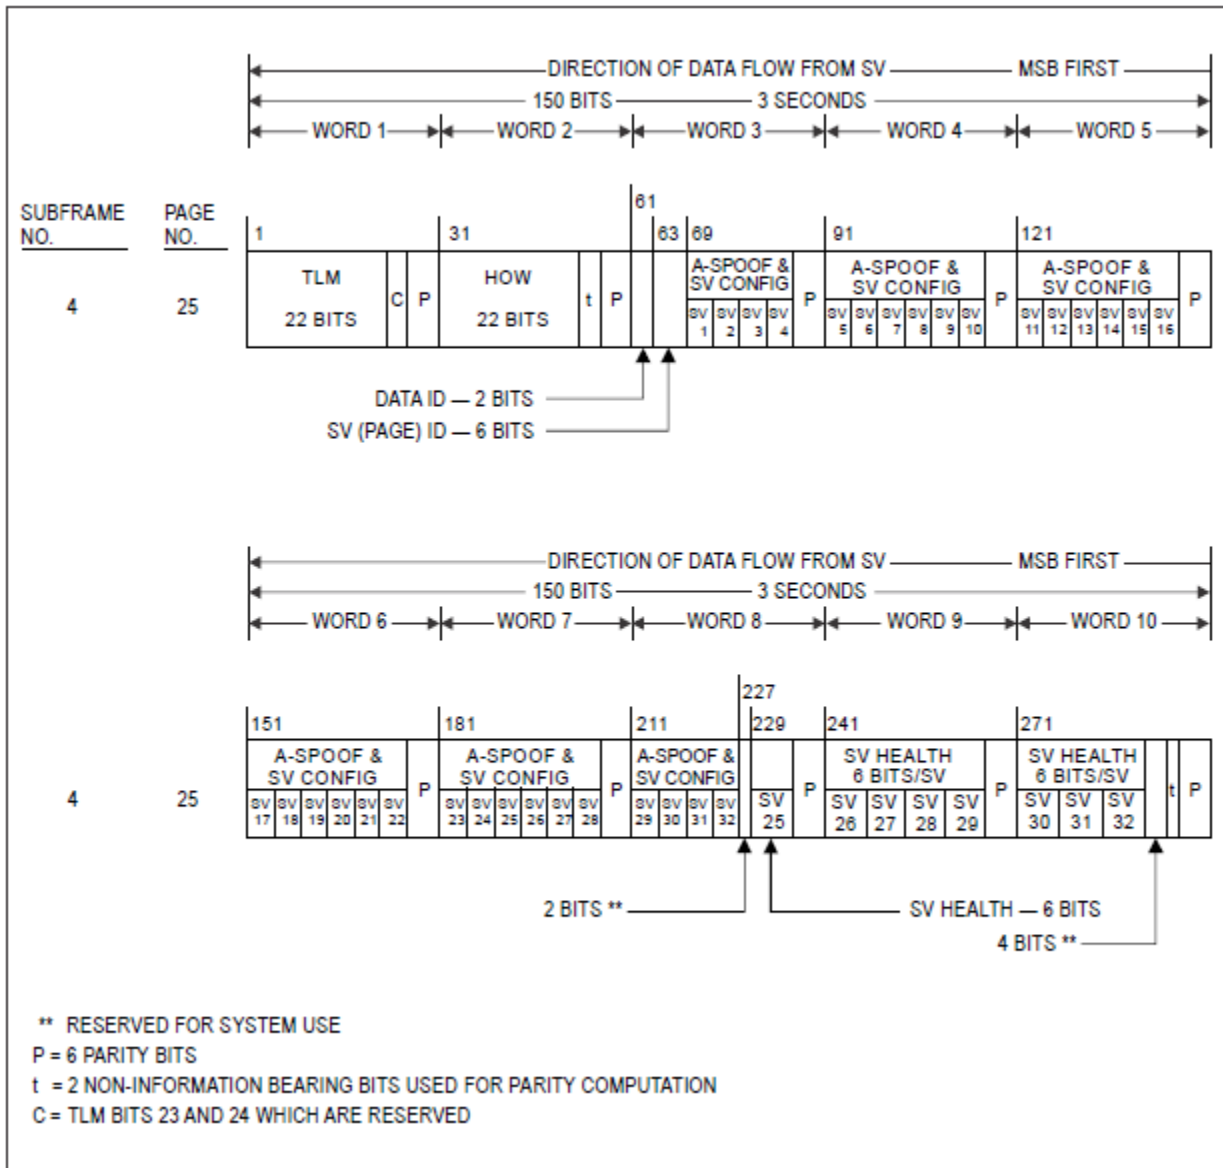 DIRECTION OF DATA FLOW FROM SV MSB FIRST
150 BITS 3 SECONDS
WORD 1 WORD 2 WORD 3 WORD 4 WORD 5
SUBFRAME NO. PAGE NO.
61
1 31 63 69 91 121
4 25
TLM 22 BITS C P HOW 22 BITS t P
A-SPOOF & SV CONFIG
SV 1 SV 2 SV 3 SV 4 P
A-SPOOF & SV CONFIG
SV 5 SV 6 SV 7 SV 8 SV 9 SV 10 P
A-SPOOF & SV CONFIG
SV 11 SV 12 SV 13 SV 14 SV 15 SV 16 P
DATA ID — 2 BITS
SV (PAGE) ID — 6 BITS
DIRECTION OF DATA FLOW FROM SV MSB FIRST
150 BITS 3 SECONDS
WORD 6 WORD 7 WORD 8 WORD 9 WORD 10
227
151 181 211 229 241 271
4 25
A-SPOOF & SV CONFIG
SV 17 SV 18 SV 19 SV 20 SV 21 SV 22 P
A-SPOOF & SV CONFIG
SV 23 SV 24 SV 25 SV 26 SV 27 SV 28 P
A-SPOOF & SV CONFIG
SV 29 SV 30 SV 31 SV 32
SV 25 P
SV HEALTH 6 BITS/SV
SV 26 SV 27 SV 28 SV 29 P
SV HEALTH 6 BITS/SV
SV 30 SV 31 SV 32 t P
2 BITS ** SV HEALTH — 6 BITS
4 BITS **
** RESERVED FOR SYSTEM USE
P = 6 PARITY BITS
t = 2 NON-INFORMATION BEARING BITS USED FOR PARITY COMPUTATION
C = TLM BITS 23 AND 24 WHICH ARE RESERVED